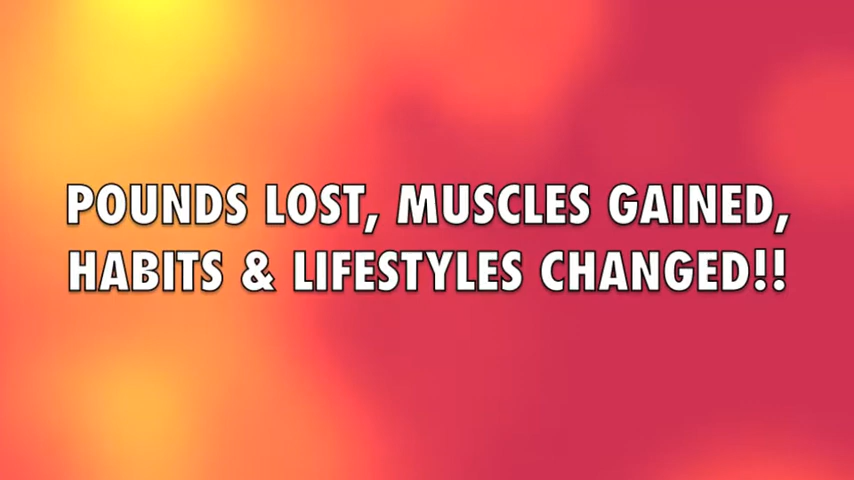 POUNDS LOST, MUSCLES GAINED,
HABITS & LIFESTYLES CHANGED!!